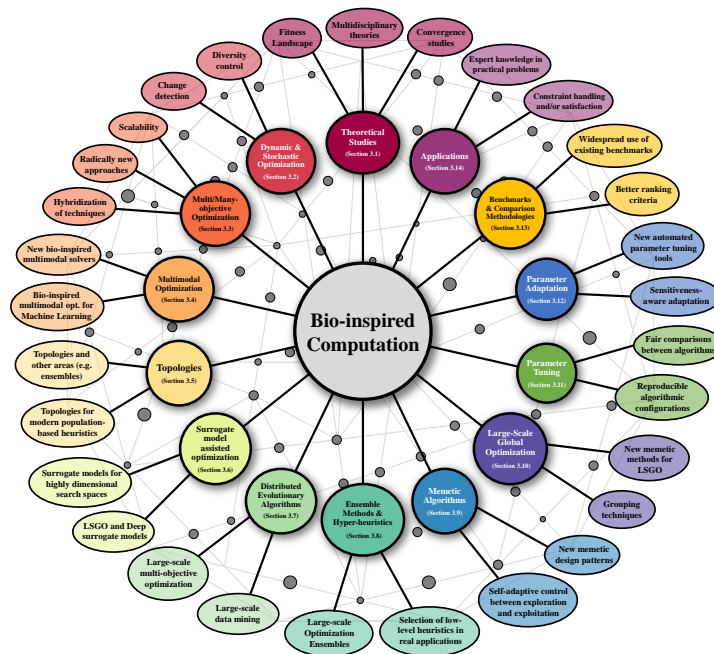 Bio-inspired
Computation
Theoretical
Studies
(Section 3.1)
Fitness
Landscape
Multidisciplinary
theories
Convergence
studies
Dynamic &
Stochastic
Optimization
(Section 3.2)
Diversity
control
Change
detection
Multi/Many-
objective
Optimization
(Section 3.3)
Scalability
Radically new
approaches
Hybridization
of techniques
Multimodal
Optimization
(Section 3.4)
New bio-inspired
multimodal solvers
Bio-inspired
multimodal opt. for
Machine Learning
Topologies
(Section 3.5)
Topologies and
other areas (e.g.
ensembles)
Topologies for
modern population-
based heuristics
Surrogate
model
assisted
optimization
(Section 3.6)
Surrogate models for
highly dimensional
search spaces
LSGO and Deep
surrogate models
Distributed
Evolutionary
Algorithms
(Section 3.7)
Large-scale
multi-objective
optimization
Large-scale
data mining
Ensemble
Methods &
Hyper-heuristics
(Section 3.8)
Large-scale
Optimization
Ensembles
Selection of low-
level heuristics in
real applications
Memetic
Algorithms
(Section 3.9)
Self-adaptive control
between exploration
and exploitation
New memetic
design patterns
Large-Scale
Global
Optimization
(Section 3.10)
Grouping
techniques
New memetic
methods for
LSGO
Parameter
Tuning
(Section 3.11)
Reproducible
algorithmic
configurations
Fair comparisons
between algorithms
Parameter
Adaptation
(Section 3.12)
Sensitiveness-
aware adaptation
New automated
parameter tuning
tools
Benchmarks
& Comparison
Methodologies
(Section 3.13)
Better ranking
criteria
Widespread use of
existing benchmarks
Applications
(Section 3.14)
Constraint handling
and/or satisfaction
Expert knowledge in
practical problems